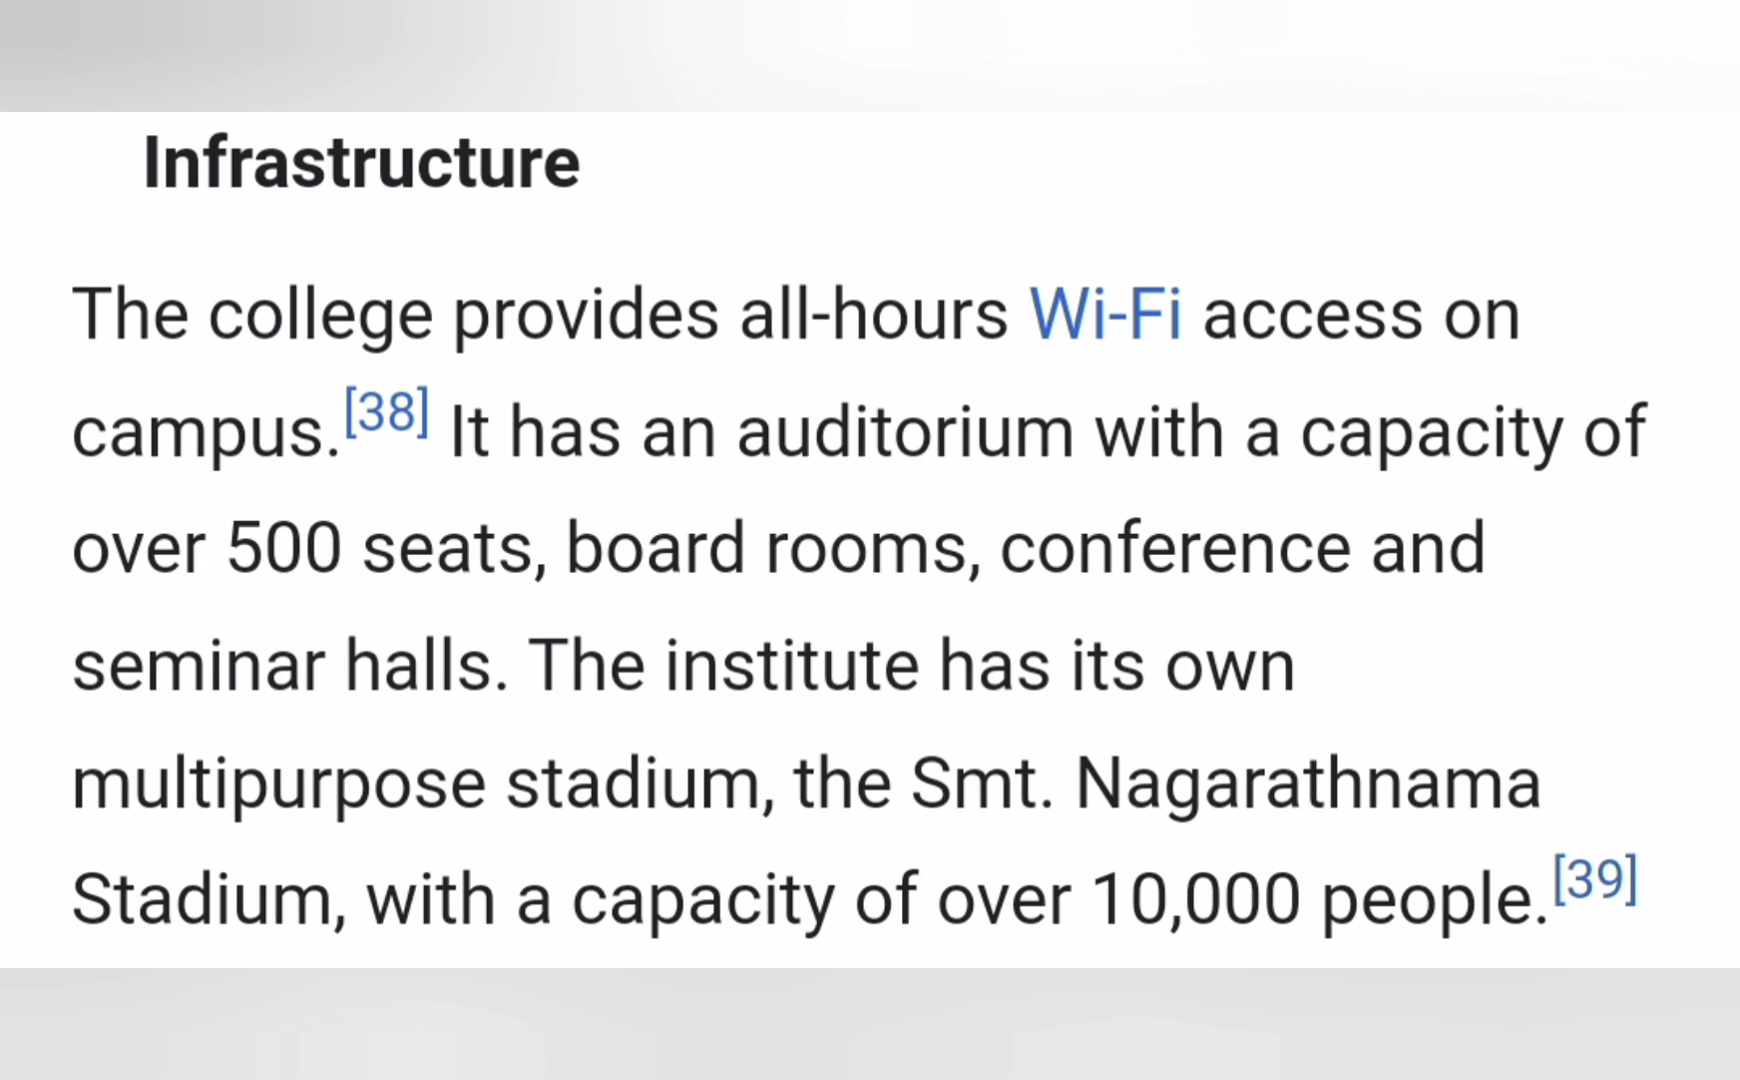 Infrastructure
The college provides all-hours Wi-Fi access on
campus.[38] It has an auditorium with a capacity of
over 500 seats, board rooms, conference and
seminar halls. The institute has its own
multipurpose stadium, the Smt. Nagarathnama
Stadium, with a capacity of over 10,000 people.[39]